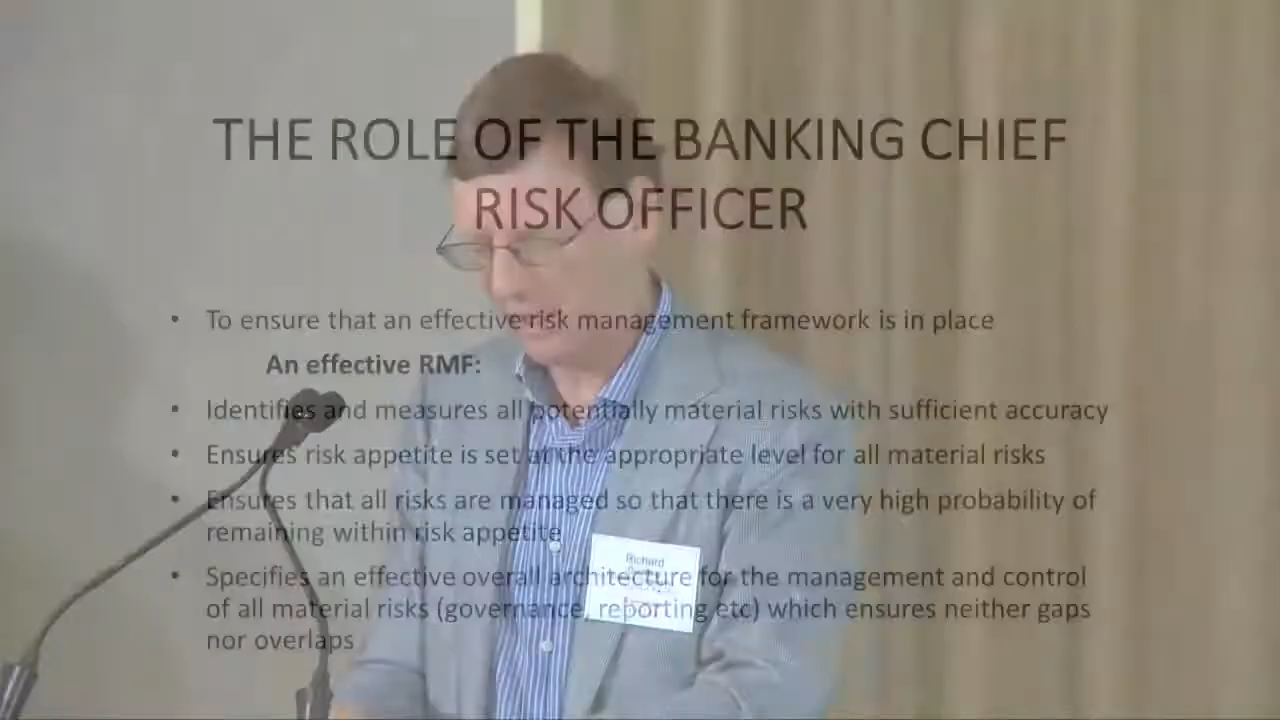 THE ROLE OF THE BANKING CHIEF
RISK OFFICER
• To ensure that an effective risk management framework is in place
An effective RMF:
• Identifies and measures all potentially material risks with sufficient accuracy
• Ensures risk appetite is set at the appropriate level for all material risks
• Ensures that all risks are managed so that there is a very high probability of
remaining within risk appetite
• Specifies an effective overall architecture for the management and control
of all material risks (governance, reporting etc) which ensures neither gaps
nor overlaps
Richard